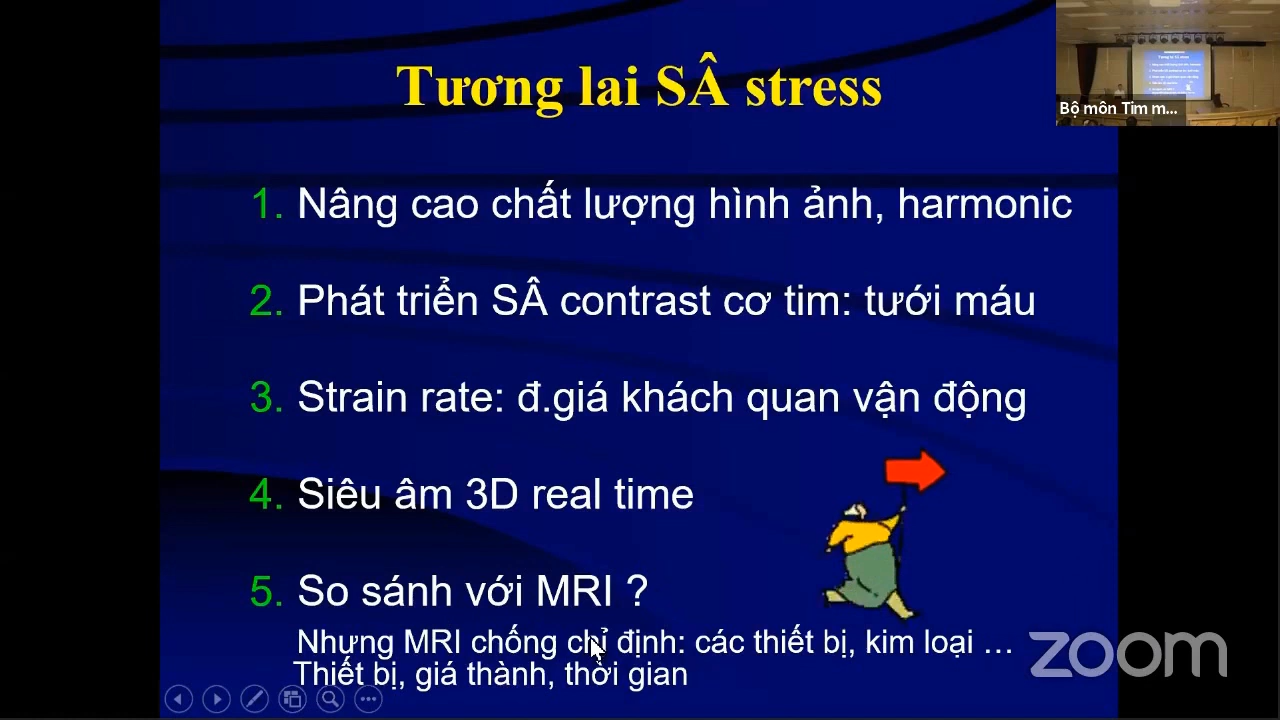 Tương lai SÂ stress
Bộ môn Tim m...
1. Nâng cao chất lượng hình ảnh, harmonic
2. Phát triển SÂ contrast cơ tim: tưới máu
3. Strain rate: đ.giá khách quan vận động
4. Siêu âm 3D real time
5. So sánh với MRI ?
Nhưng MRI chống chỉ định: các thiết bị, kim loại ...
Thiết bị, giá thành, thời gian
zoom